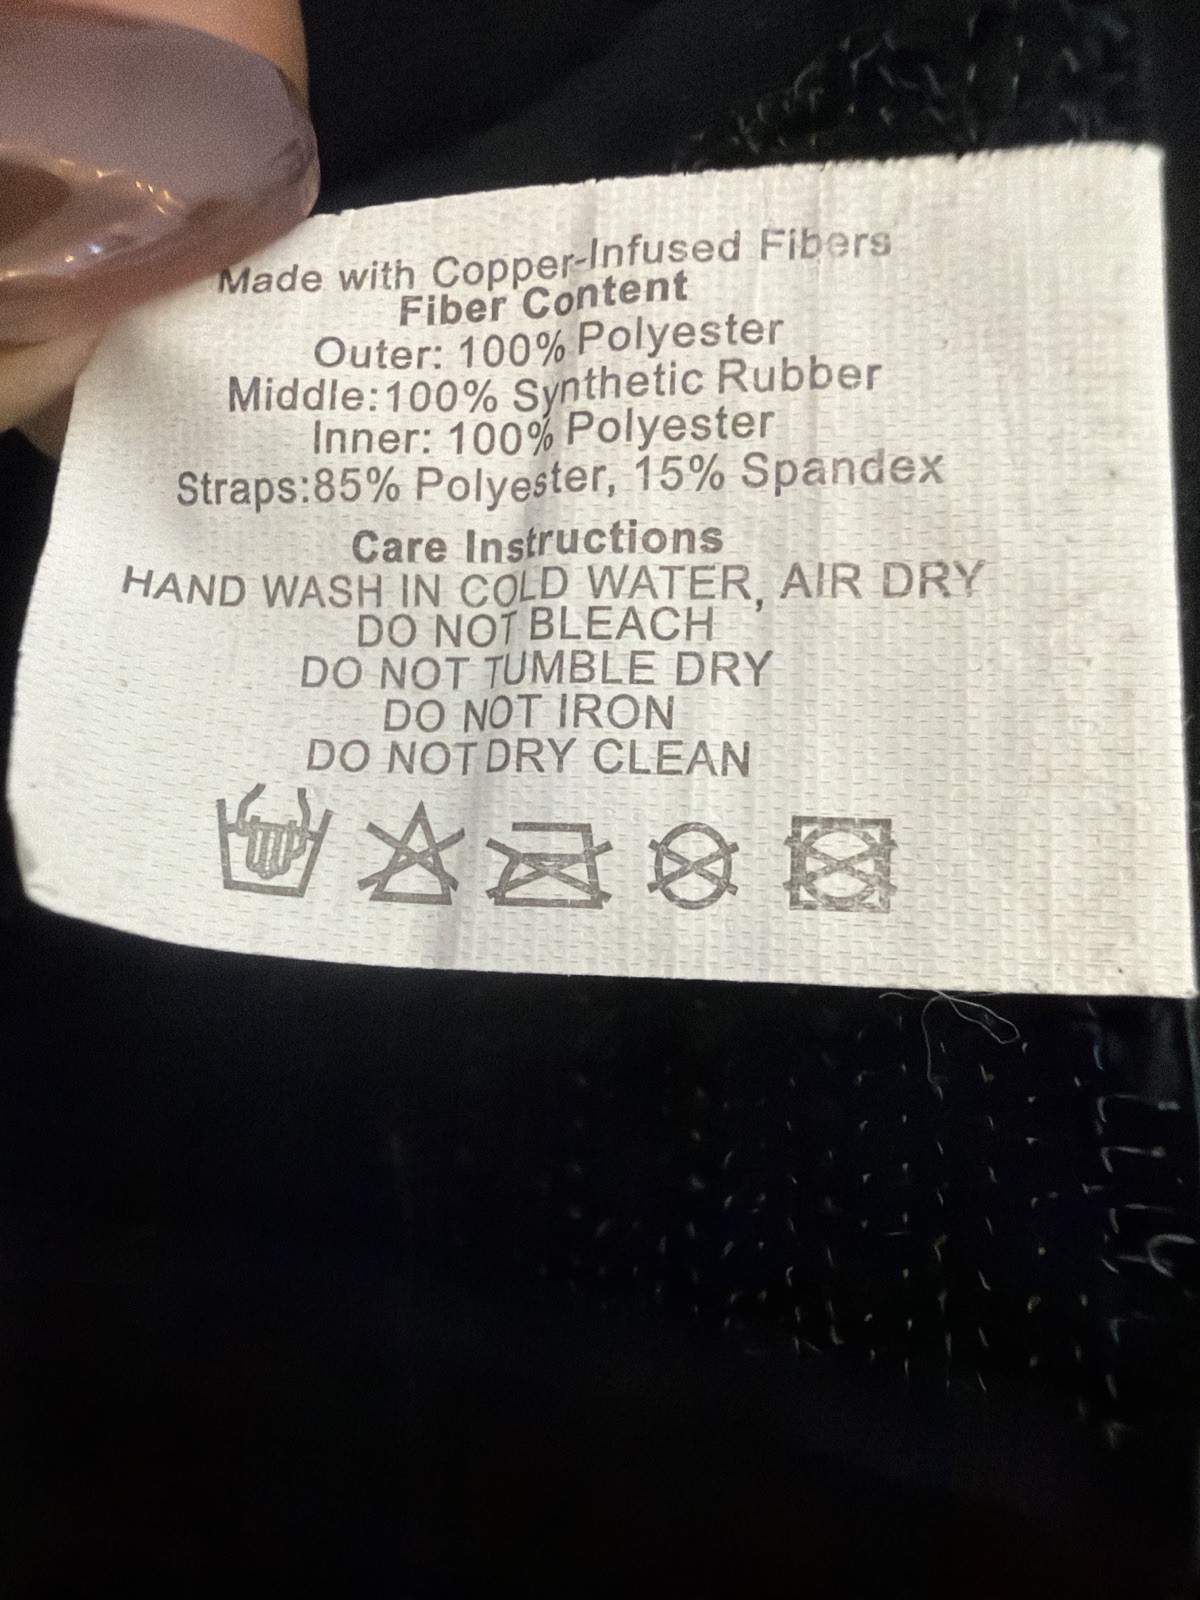 Made with Copper-Infused Fibers
Fiber Content
Outer: 100% Polyester
Middle:100% Synthetic Rubber
Inner: 100% Polyester
Straps:85% Polyester, 15% Spandex
Care Instructions
HAND WASH IN COLD WATER, AIR DRY
DO NOT BLEACH
DO NOT TUMBLE DRY
DO NOT IRON
DO NOT DRY CLEAN